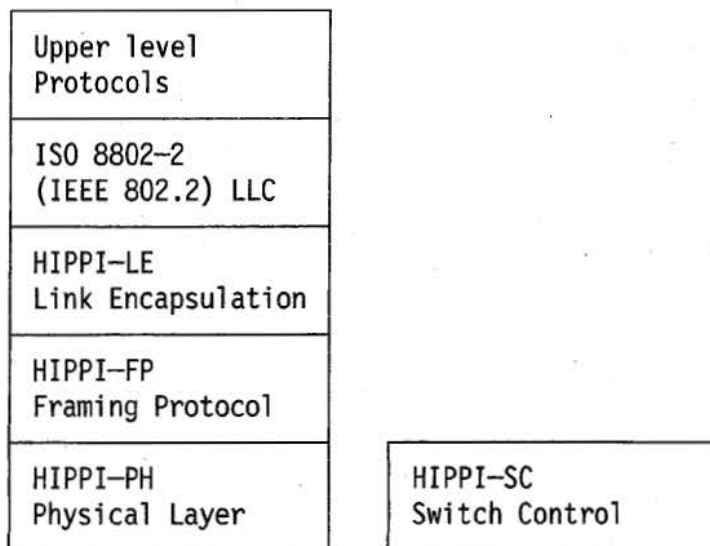 Upper level
Protocols
ISO 8802-2
(IEEE 802.2) LLC
HIPPI-LE
Link Encapsulation
HIPPI-FP
Framing Protocol
HIPPI-PH
Physical Layer
HIPPI-SC
Switch Control